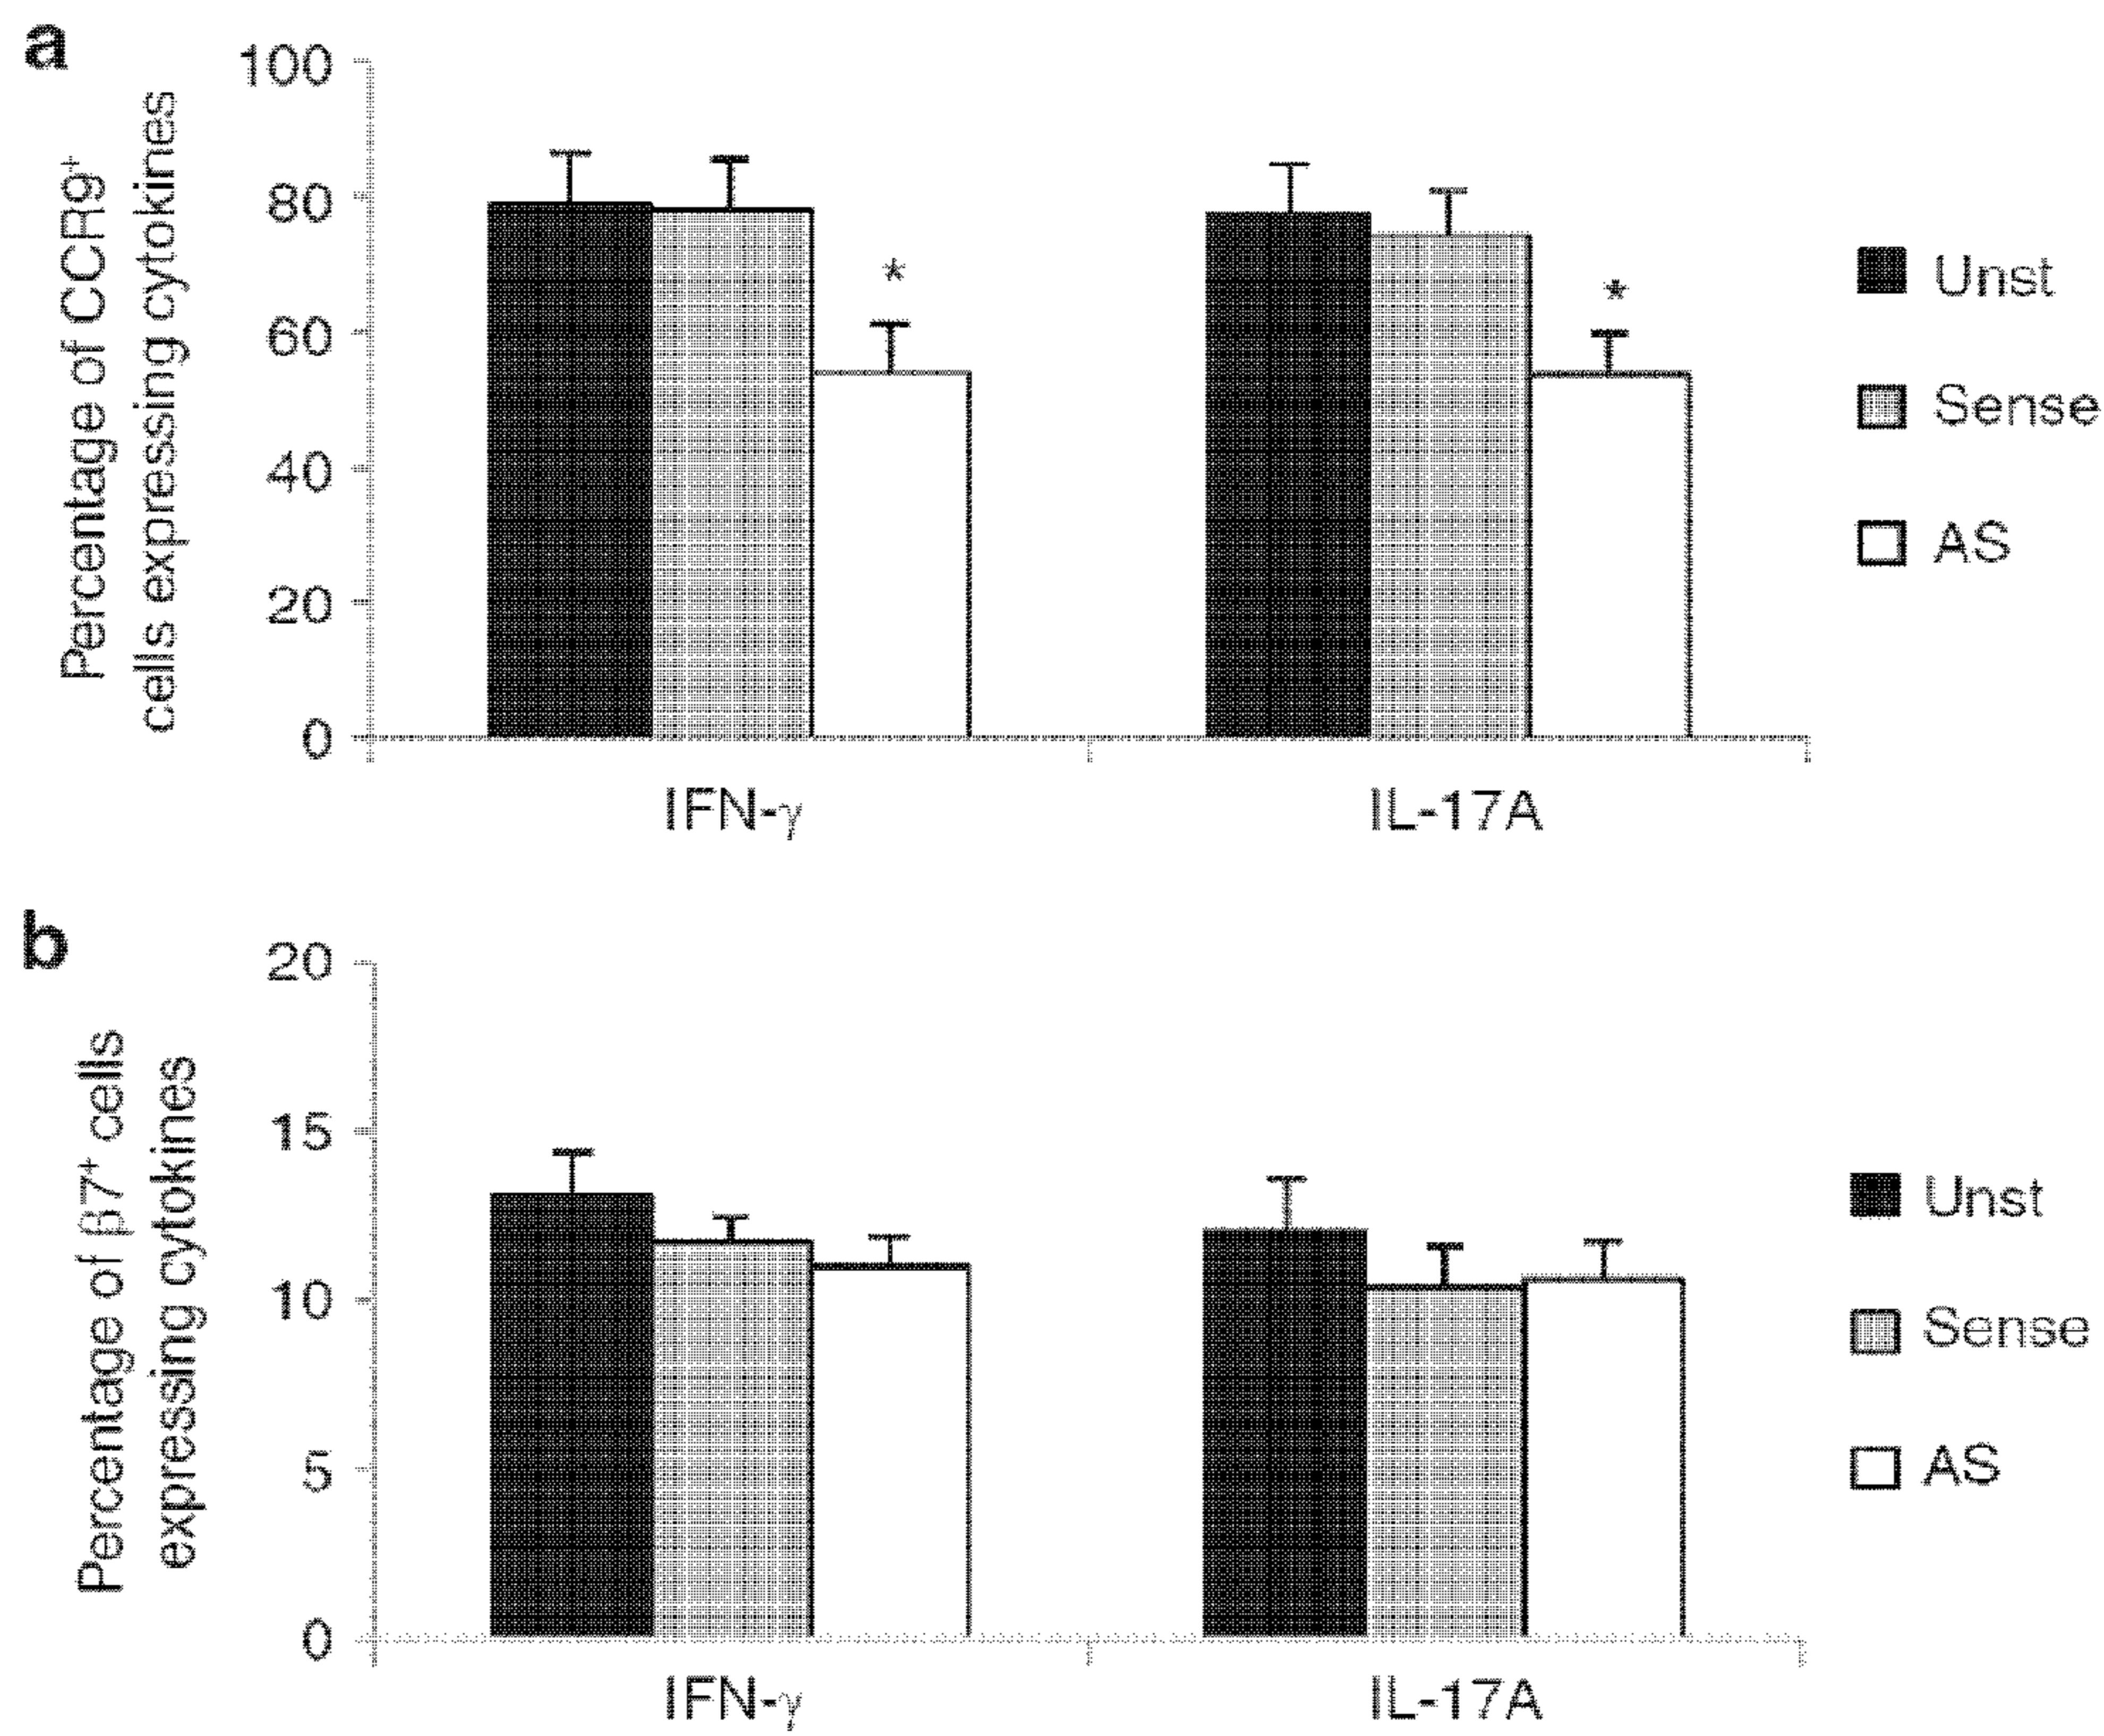 a
Percentage of CCR9⁺
cells expressing cytokines
100
80
60
40
20
0
*
*
IFN-γ
IL-17A
Unst
Sense
AS
b
Percentage of β7⁺ cells
expressing cytokines
20
15
10
5
0
IFN-γ
IL-17A
Unst
Sense
AS